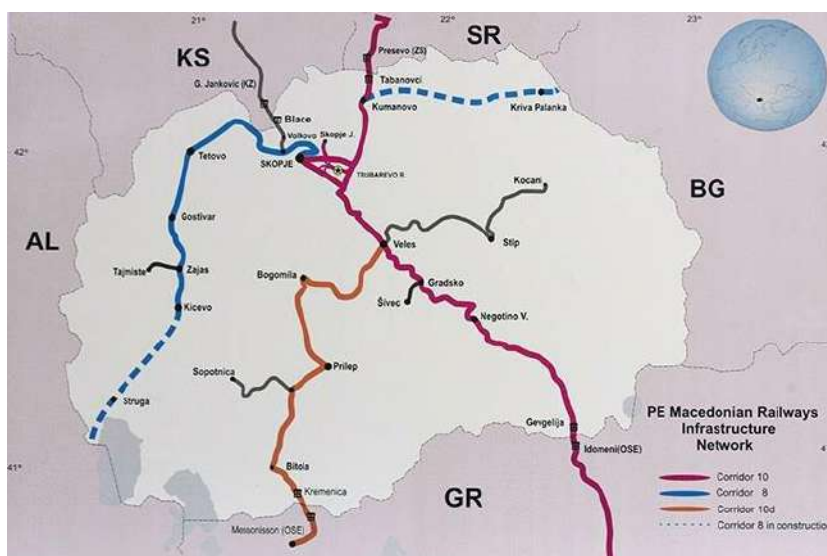 21°
22°
23°
KS
SR
Presevo (ZS)
G. Jankovic (KZ)
Tabanovci
Blace
Kumanovo
Kriva Palanka
Volkovo
Skopje J.
42°
42°
Tetovo
SKOPJE
TRUBAREVO R.
Kocani
BG
Gostivar
AL
Veles
Stip
Tajmiste
Zajas
Bogomila
Gradsko
Šivec
Kicevo
Negotino V.
Sopotnica
Prilep
Struga
PE Macedonian Railways
Infrastructure
Network
Gevgelija
Idomeni(OSE)
41°
41°
Bitola
Corridor 10
Kremenica
GR
Corridor 8
Corridor 10d
Messonisson (OSE)
Corridor 8 in construction